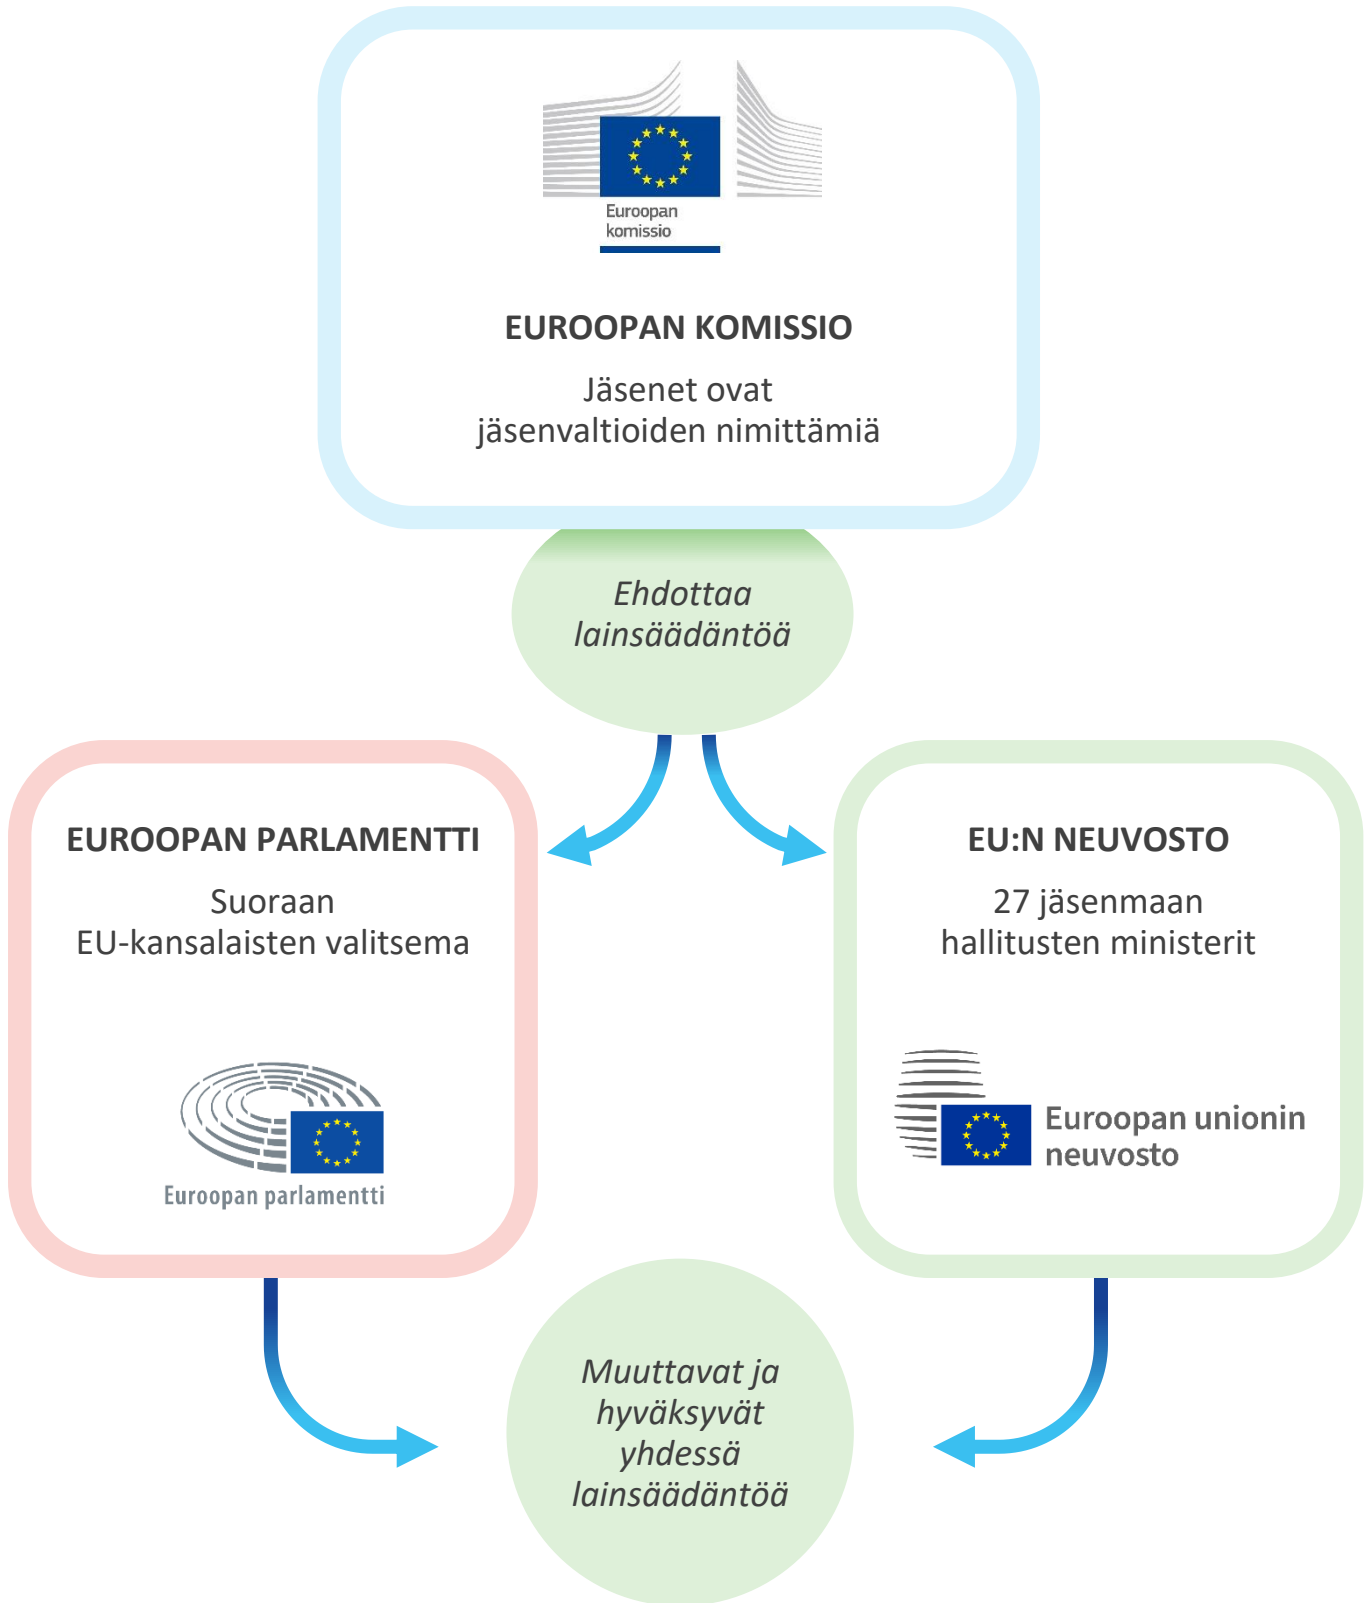 Euroopan
komissio
EUROOPAN KOMISSIO
Jäsenet ovat
jäsenvaltioiden nimittämiä
Ehdottaa
lainsäädäntöä
EUROOPAN PARLAMENTTI
Suoraan
EU-kansalaisten valitsema
Euroopan parlamentti
EU:N NEUVOSTO
27 jäsenmaan
hallitusten ministerit
Euroopan unionin
neuvosto
Muuttavat ja
hyväksyvät
yhdessä
lainsäädäntöä